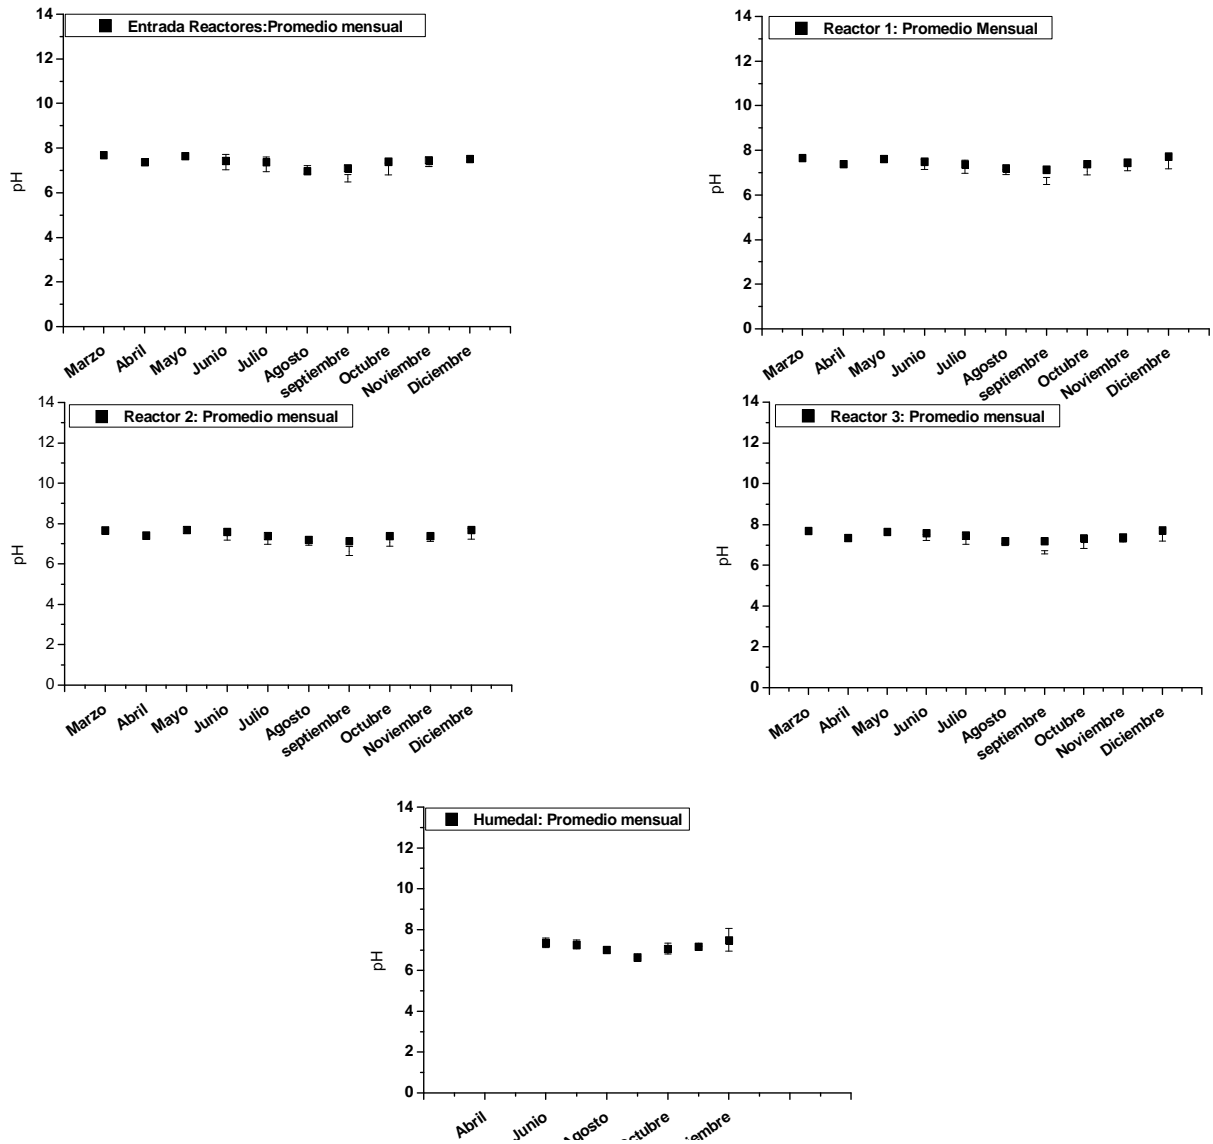 Entrada Reactores:Promedio mensual
14
12
10
8
6
4
2
0
pH
Marzo
Abril
Mayo
Junio
Julio
Agosto
septiembre
Octubre
Noviembre
Diciembre
Reactor 1: Promedio Mensual
14
12
10
8
6
4
2
0
pH
Marzo
Abril
Mayo
Junio
Julio
Agosto
septiembre
Octubre
Noviembre
Diciembre
Reactor 2: Promedio mensual
14
12
10
8
6
4
2
0
pH
Marzo
Abril
Mayo
Junio
Julio
Agosto
septiembre
Octubre
Noviembre
Diciembre
Reactor 3: Promedio mensual
14
12
10
8
6
4
2
0
pH
Marzo
Abril
Mayo
Junio
Julio
Agosto
septiembre
Octubre
Noviembre
Diciembre
Humedal: Promedio mensual
14
12
10
8
6
4
2
0
pH
Abril
Junio
Agosto